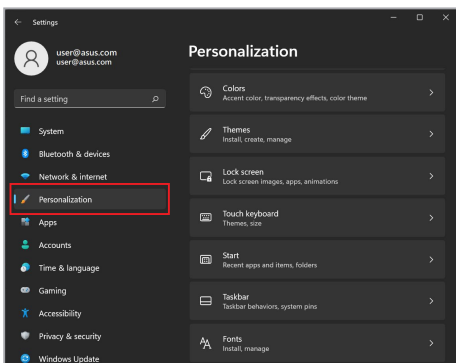 Settings
user@asus.com
user@asus.com
Find a setting
System
Bluetooth & devices
Network & internet
Personalization
Apps
Accounts
Time & language
Gaming
Accessibility
Privacy & security
Windows Update
Personalization
Colors
Accent color, transparency effects, color theme
Themes
Install, create, manage
Lock screen
Lock screen images, apps, animations
Touch keyboard
Themes, size
Start
Recent apps and items, folders
Taskbar
Taskbar behaviors, system pins
Fonts
Install, manage